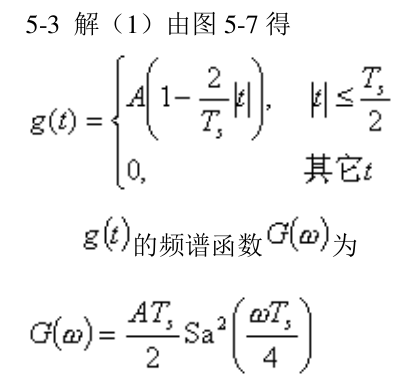 5-3 解（1）由图 5-7 得
g(t) = { A(1 - 2/T_s |t|), |t| ≤ T_s/2
0, 其它t
g(t)的频谱函数G(ω)为
G(ω) = AT_s/2 Sa²(ωT_s/4)